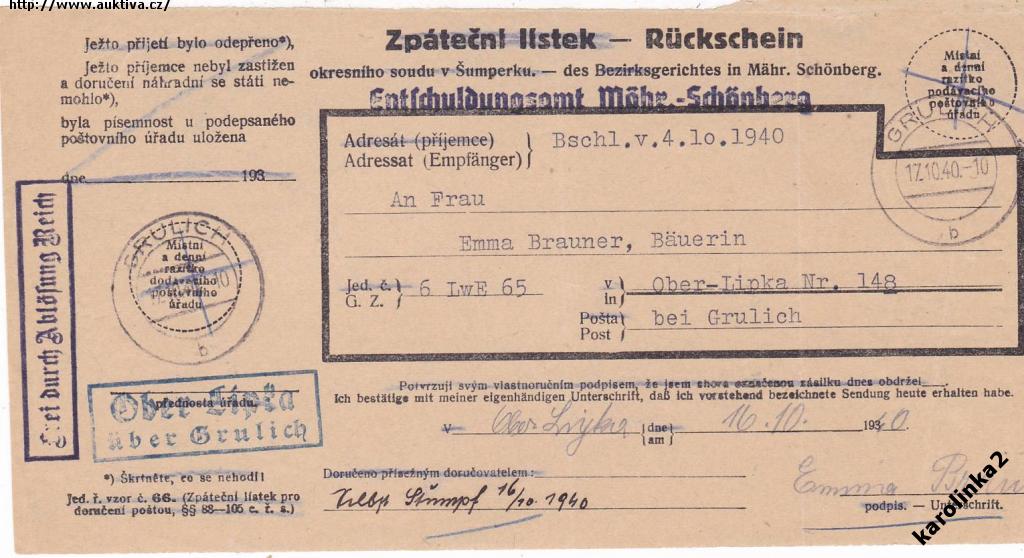 http://www.auktiva.cz/
Ježto přijetí bylo odepřeno*),
Ježto příjemce nebyl zastižen
a doručení náhradní se státi ne-
mohlo*),
byla písemnost u podepsaného
poštovního úřadu uložena
dne 193
Zpáteční lístek — Rückschein
okresního soudu v Šumperku. — des Bezirksgerichtes in Mähr. Schönberg.
Entschuldungsamt Mähr.-Schönberg
Místní
a denní
razítko
podávacího
poštovního
úřadu
GRULICH
17.10.40.-10
b
Adresát (příjemce)
Adressat (Empfänger)
Bschl.v.4.lo.1940
An Frau
Emma Brauner, Bäuerin
Jed. č.
G. Z.
6 LwE 65
v
in
Ober-Lipka Nr. 148
Pošta
Post
bei Grulich
Frei durch Ablösung Reich
GRULICH
Místní
a denní
razítko
dodávacího
poštovního
úřadu
b
přednosta úřadu.
Ober Lipka
über Grulich
Potvrzuji svým vlastnoručním podpisem, že jsem shora označenou zásilku dnes obdržel
Ich bestätige mit meiner eigenhändigen Unterschrift, daß ich vorstehend bezeichnete Sendung heute erhalten habe.
v Ober Lipka dne am 16.10. 1940
*) Škrtněte, co se nehodí!
Jed. ř. vzor č. 66. (Zpáteční lístek pro
doručení poštou, §§ 88—105 c. ř. s.)
Doručeno přísežným doručovatelem:
Stumpf 16/10 1940
Emma
podpis. — Unterschrift.
karolinka2